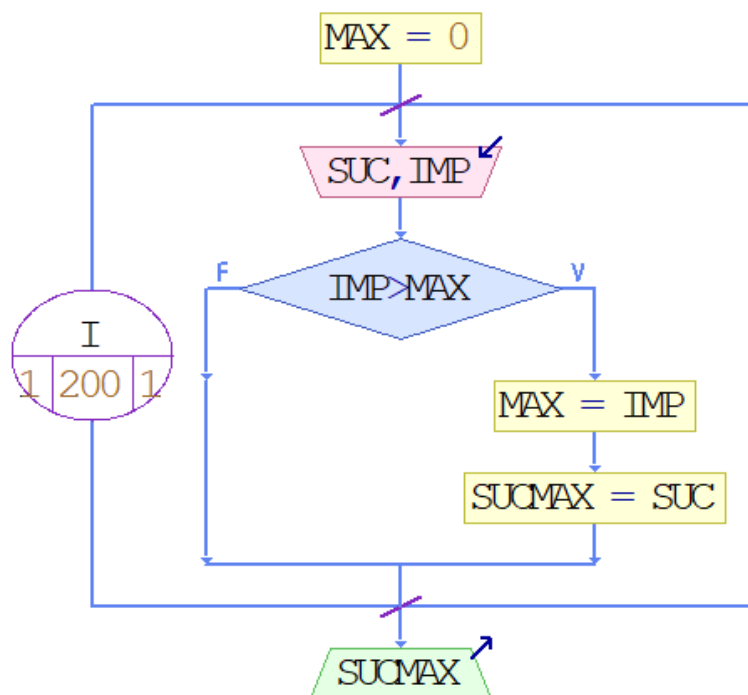 MAX = 0
SUC,IMP
F
V
IMP>MAX
I
1 200 1
MAX = IMP
SUCMAX = SUC
SUCMAX